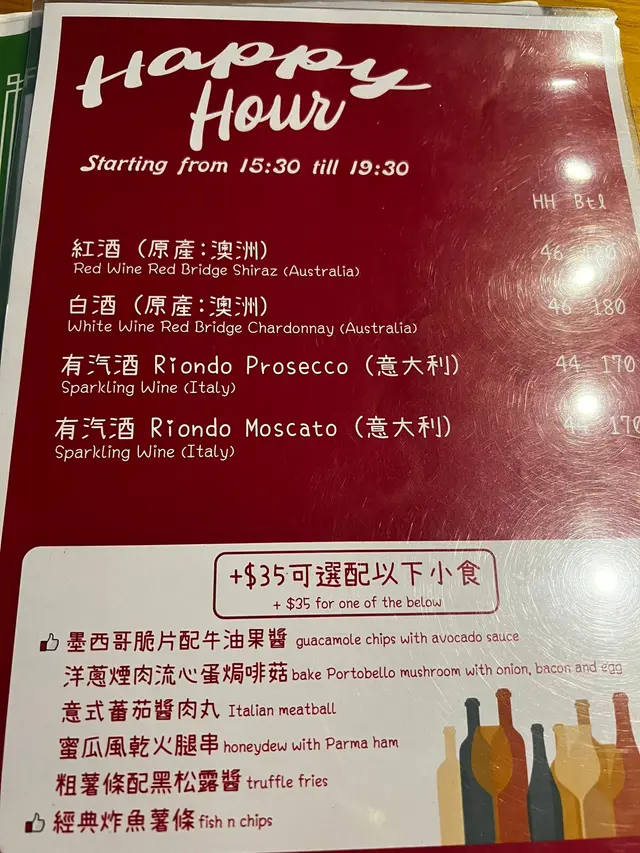 Happy
Hour
Starting from 15:30 till 19:30
HH Btl
紅酒 (原產:澳洲) 46 180
Red Wine Red Bridge Shiraz (Australia)
白酒 (原產:澳洲) 46 180
White Wine Red Bridge Chardonnay (Australia)
有汽酒 Riondo Prosecco (意大利) 44 170
Sparkling Wine (Italy)
有汽酒 Riondo Moscato (意大利) 44 170
Sparkling Wine (Italy)
+$35可選配以下小食
+ $35 for one of the below
墨西哥脆片配牛油果醬 guacamole chips with avocado sauce
洋蔥煙肉流心蛋焗啡菇 bake Portobello mushroom with onion, bacon and egg
意式蕃茄醬肉丸 Italian meatball
蜜瓜風乾火腿串 honeydew with Parma ham
粗薯條配黑松露醬 truffle fries
經典炸魚薯條 fish n chips